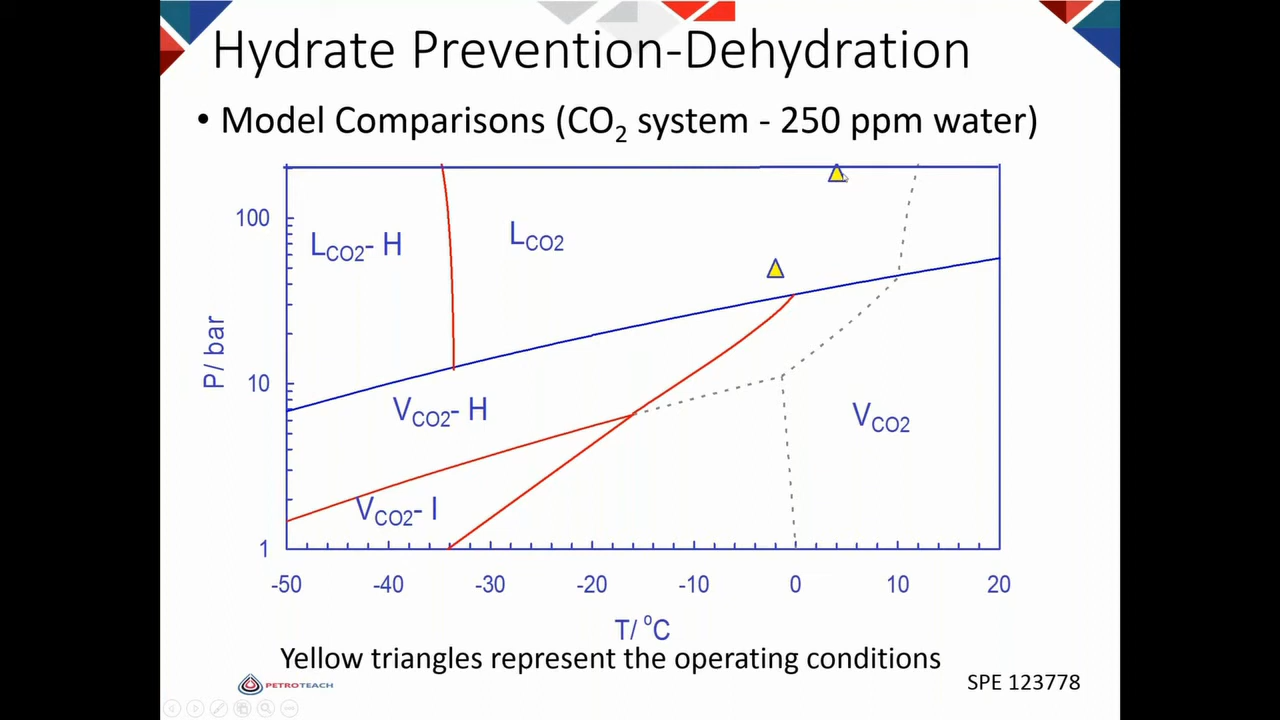 Hydrate Prevention-Dehydration
• Model Comparisons (CO2 system - 250 ppm water)
100
10
1
P/ bar
LCO2- H
LCO2
VCO2- H
VCO2
VCO2- I
-50 -40 -30 -20 -10 0 10 20
T/ oC
Yellow triangles represent the operating conditions
PETROTEACH
SPE 123778